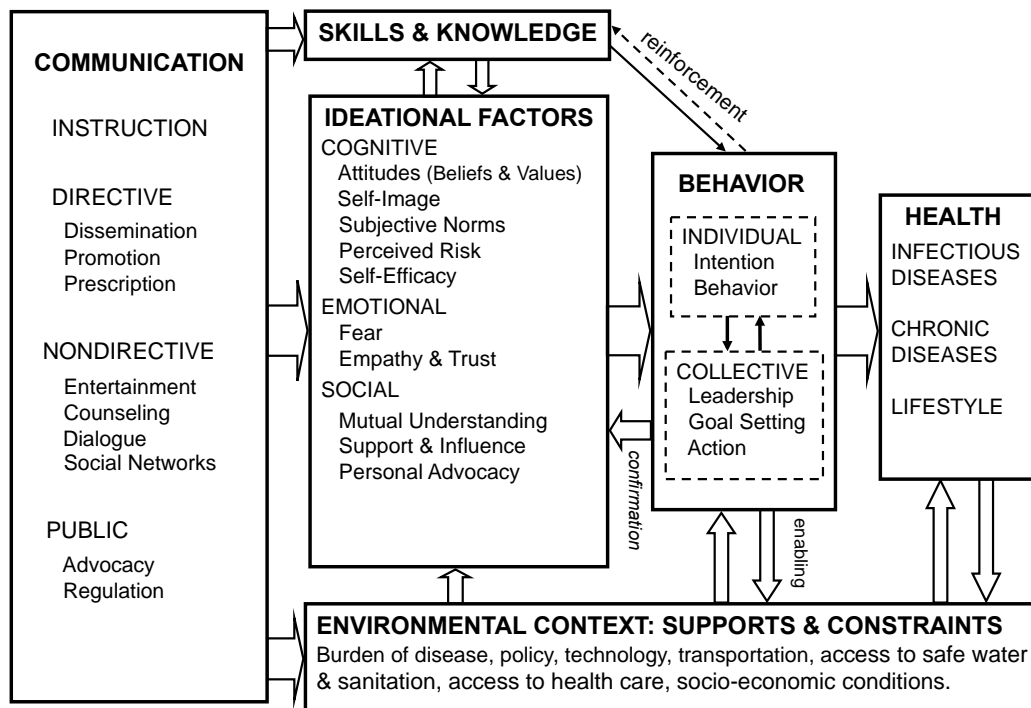 COMMUNICATION
INSTRUCTION
DIRECTIVE
Dissemination
Promotion
Prescription
NONDIRECTIVE
Entertainment
Counseling
Dialogue
Social Networks
PUBLIC
Advocacy
Regulation
SKILLS & KNOWLEDGE
reinforcement
IDEATIONAL FACTORS
COGNITIVE
Attitudes (Beliefs & Values)
Self-Image
Subjective Norms
Perceived Risk
Self-Efficacy
EMOTIONAL
Fear
Empathy & Trust
SOCIAL
Mutual Understanding
Support & Influence
Personal Advocacy
confirmation
BEHAVIOR
INDIVIDUAL
Intention
Behavior
COLLECTIVE
Leadership
Goal Setting
Action
enabling
HEALTH
INFECTIOUS
DISEASES
CHRONIC
DISEASES
LIFESTYLE
ENVIRONMENTAL CONTEXT: SUPPORTS & CONSTRAINTS
Burden of disease, policy, technology, transportation, access to safe water
& sanitation, access to health care, socio-economic conditions.